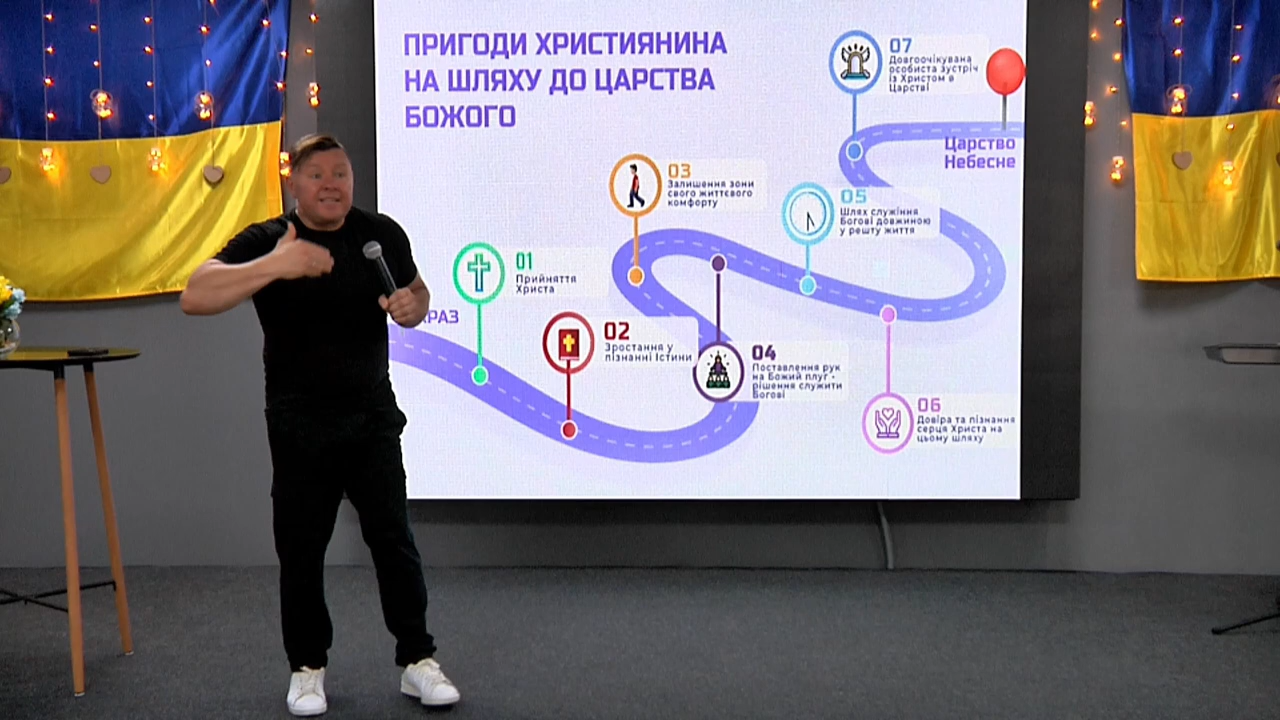 ПРИГОДИ ХРИСТИЯНИНА
НА ШЛЯХУ ДО ЦАРСТВА
БОЖОГО
01
Прийняття
Христа
02
Зростання у
пізнанні Істини
03
Залишення зони
свого життєвого
комфорту
04
Поставлення рук
на Божий плуг -
рішення служити
Богові
05
Шлях служіння
Богові довжиною
у решту життя
06
Довіра та пізнання
серця Христа на
цьому шляху
07
Довгоочікувана
особиста зустріч
із Христом в
Царстві
Царство
Небесне